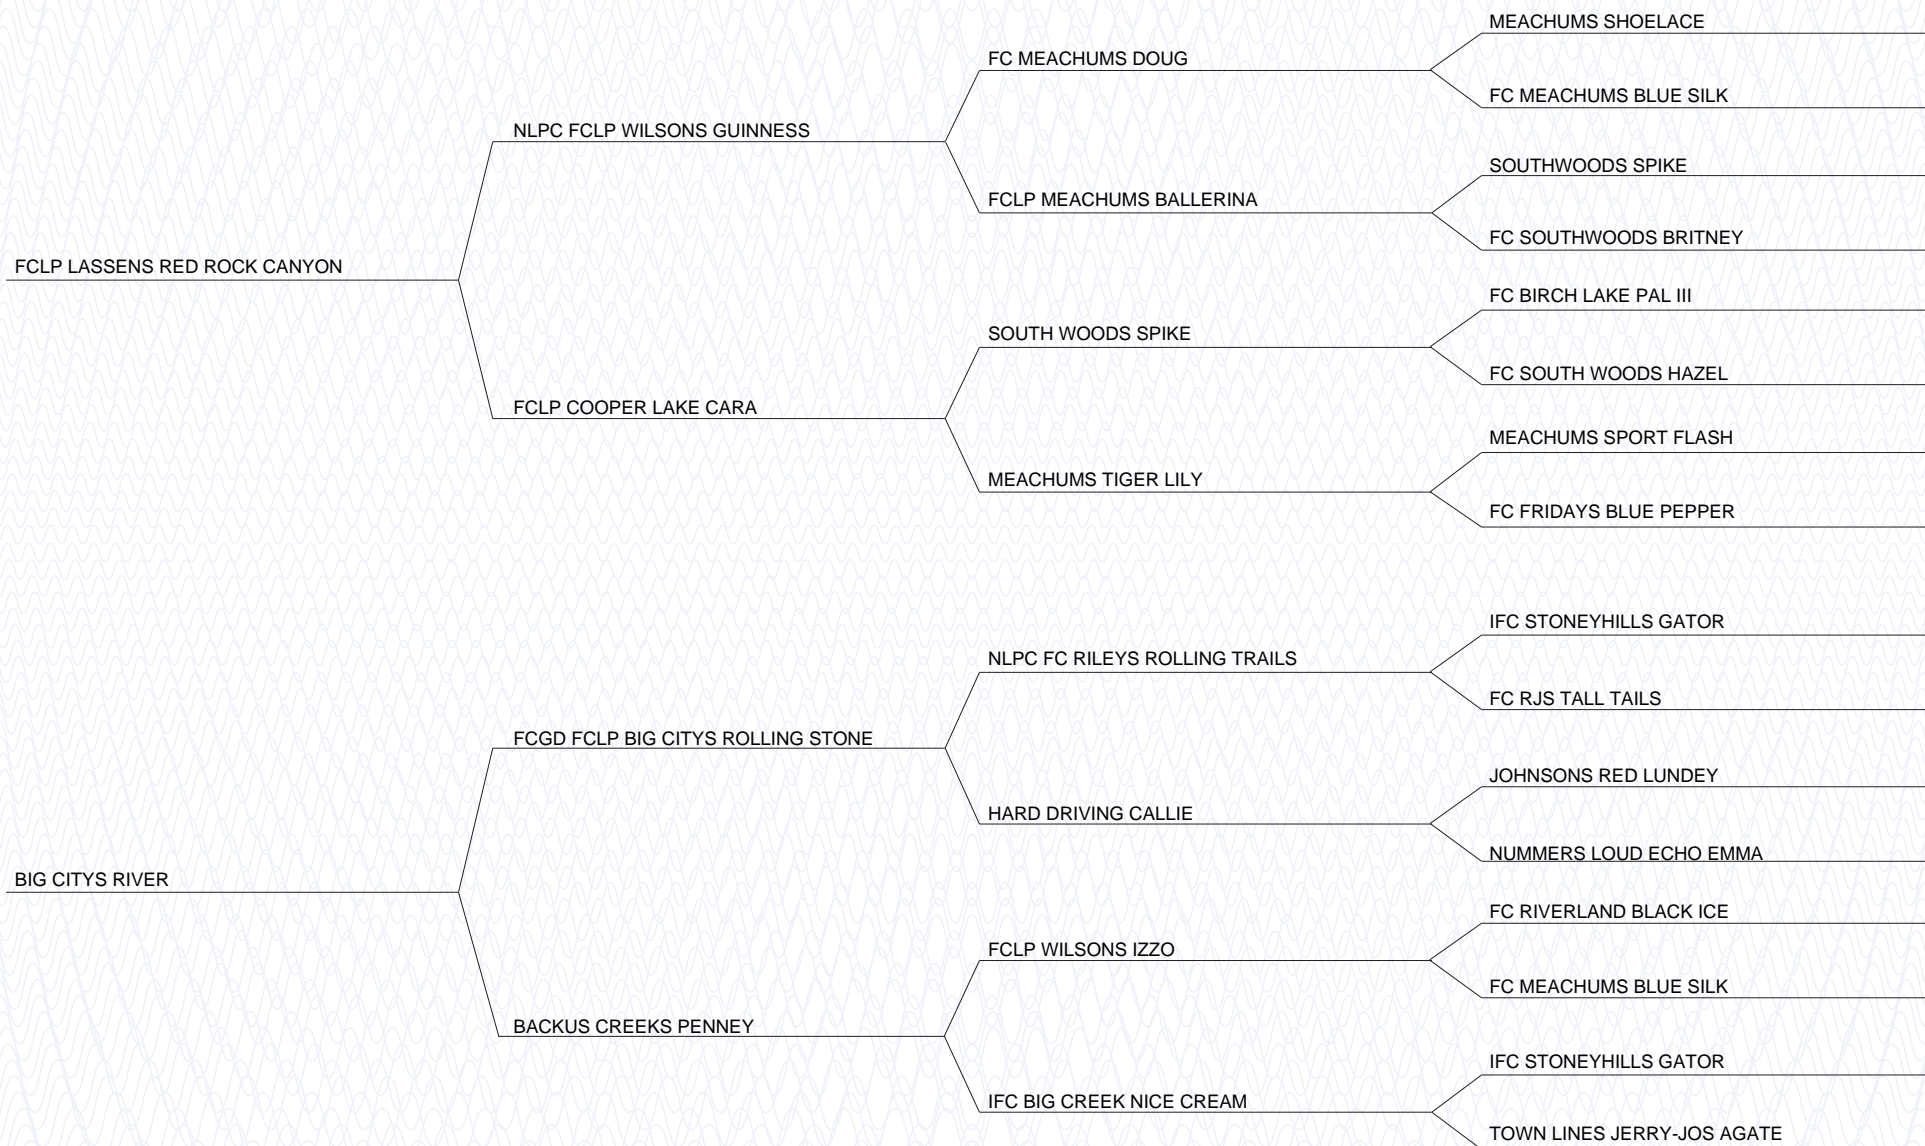 MEACHUMS SHOELACE
FC MEACHUMS DOUG
FC MEACHUMS BLUE SILK
NLPC FCLP WILSONS GUINNESS
SOUTHWOODS SPIKE
FCLP MEACHUMS BALLERINA
FC SOUTHWOODS BRITNEY
FCLP LASSENS RED ROCK CANYON
FC BIRCH LAKE PAL III
SOUTH WOODS SPIKE
FC SOUTH WOODS HAZEL
FCLP COOPER LAKE CARA
MEACHUMS SPORT FLASH
MEACHUMS TIGER LILY
FC FRIDAYS BLUE PEPPER
IFC STONEYHILLS GATOR
NLPC FC RILEYS ROLLING TRAILS
FC RJS TALL TAILS
FCGD FCLP BIG CITYS ROLLING STONE
JOHNSONS RED LUNDEY
HARD DRIVING CALLIE
NUMMERS LOUD ECHO EMMA
BIG CITYS RIVER
FC RIVERLAND BLACK ICE
FCLP WILSONS IZZO
FC MEACHUMS BLUE SILK
BACKUS CREEKS PENNEY
IFC STONEYHILLS GATOR
IFC BIG CREEK NICE CREAM
TOWN LINES JERRY-JOS AGATE